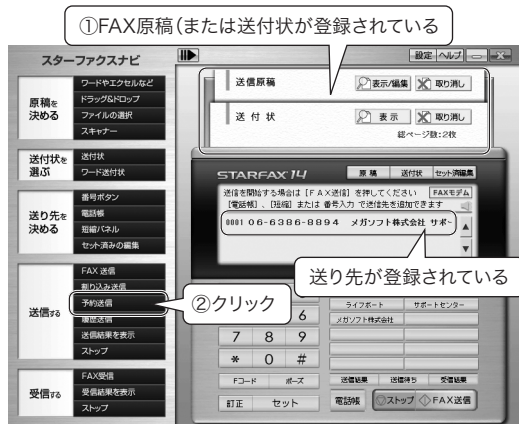 ①FAX原稿(または送付状が登録されている
スターファクスナビ
設定 ヘルプ
原稿を
決める
ワードやエクセルなど
ドラッグ&ドロップ
ファイルの選択
スキャナー
送付状を
選ぶ
送付状
ワード送付状
送り先を
決める
番号ボタン
電話帳
短縮パネル
セット済みの編集
送信する
FAX 送信
割り込み送信
予約送信
履歴送信
送信結果を表示
ストップ
受信する
FAX受信
受信結果を表示
ストップ
②クリック
送信原稿
表示/編集 取り消し
送 付 状
表 示 取り消し
総ページ数:2枚
STARFAX 14
原 稿 送付状 セット済編集
送信を開始する場合は［ＦＡＸ送信］を押してください
FAXモデム
［電話帳］、［短縮］または 番号入力 で送信先を追加できます
0001 06-6386-8894 メガソフト株式会社 サポｰ
送り先が登録されている
6
7 8 9
* 0 #
Fコード ポーズ
訂正 セット
ライフボート サポートセンター
メガソフト株式会社
送信結果 送信待ち 受信結果
電話帳 ストップ FAX送信